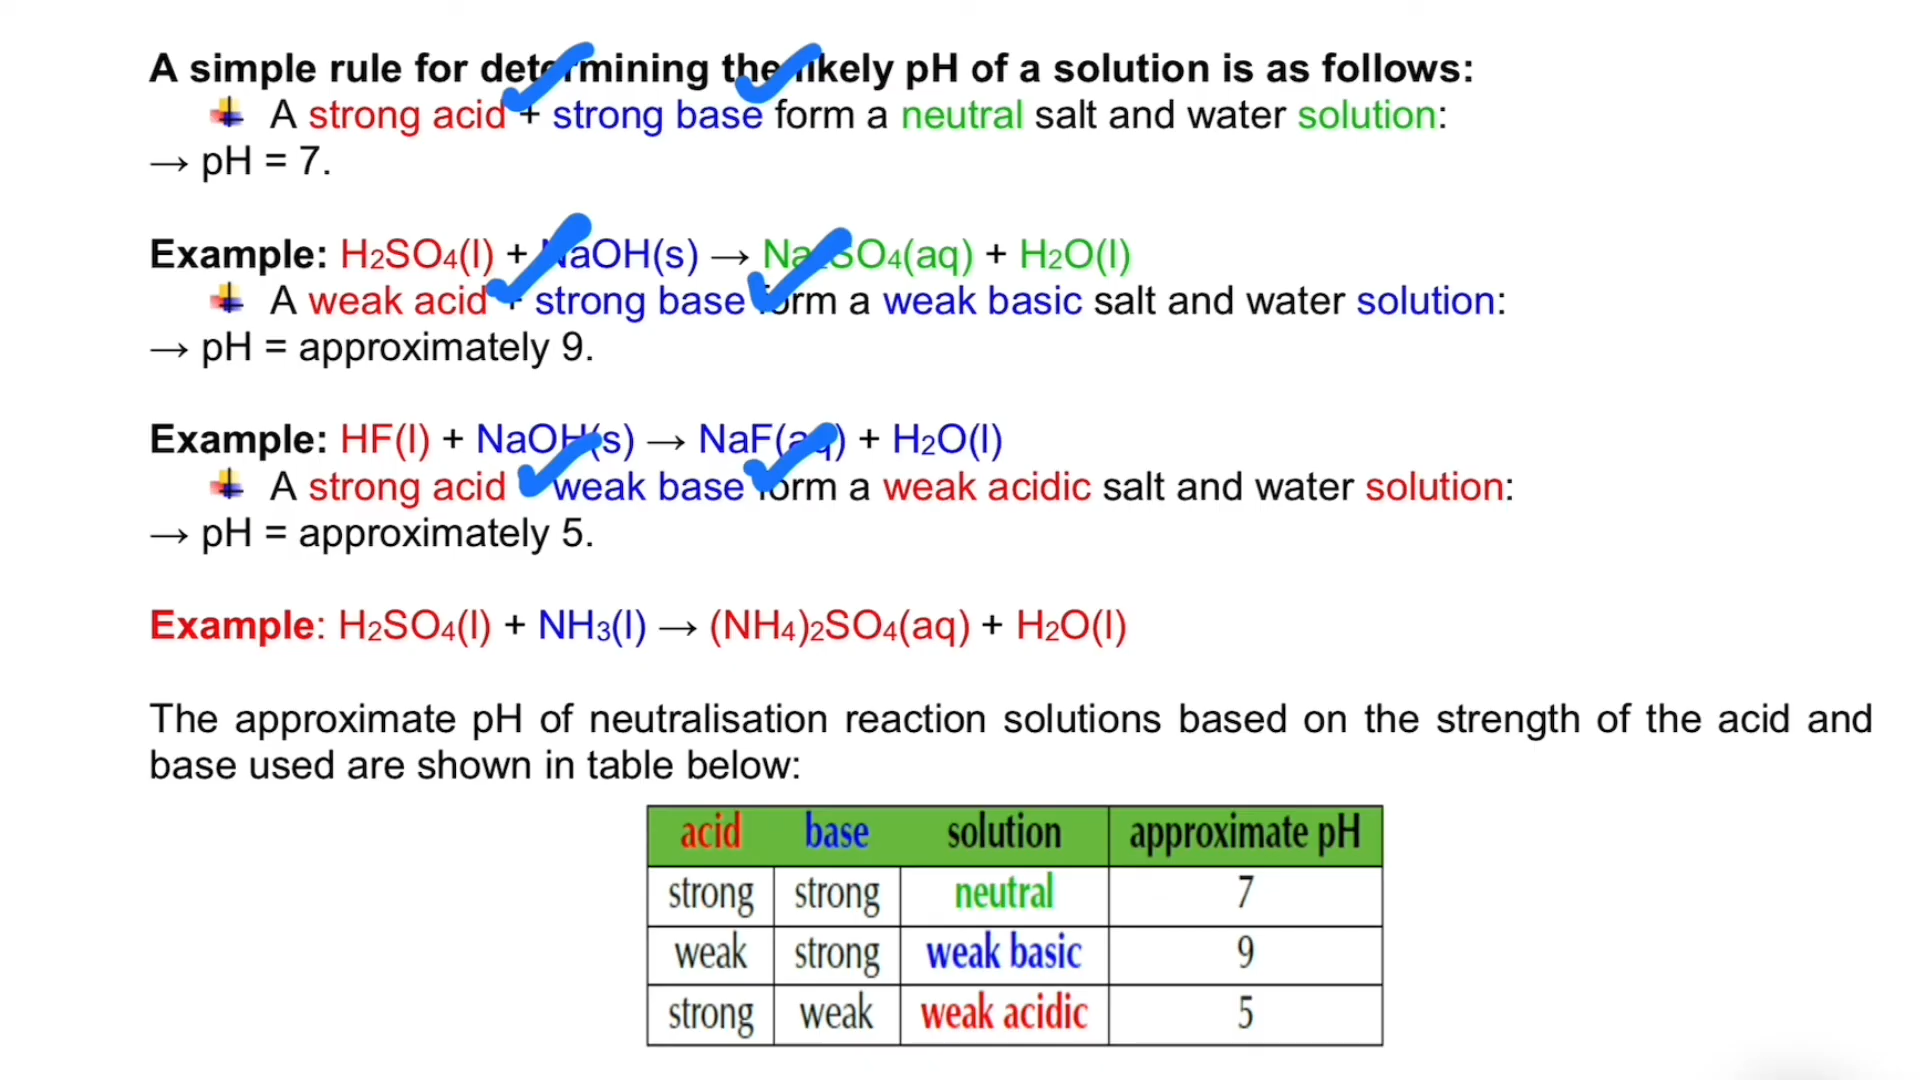 A simple rule for determining the likely pH of a solution is as follows:
A strong acid + strong base form a neutral salt and water solution:
→ pH = 7.
Example: H2SO4(l) + NaOH(s) → Na2SO4(aq) + H2O(l)
A weak acid + strong base form a weak basic salt and water solution:
→ pH = approximately 9.
Example: HF(l) + NaOH(s) → NaF(aq) + H2O(l)
A strong acid weak base form a weak acidic salt and water solution:
→ pH = approximately 5.
Example: H2SO4(l) + NH3(l) → (NH4)2SO4(aq) + H2O(l)
The approximate pH of neutralisation reaction solutions based on the strength of the acid and
base used are shown in table below:
acid base solution approximate pH
strong strong neutral 7
weak strong weak basic 9
strong weak weak acidic 5